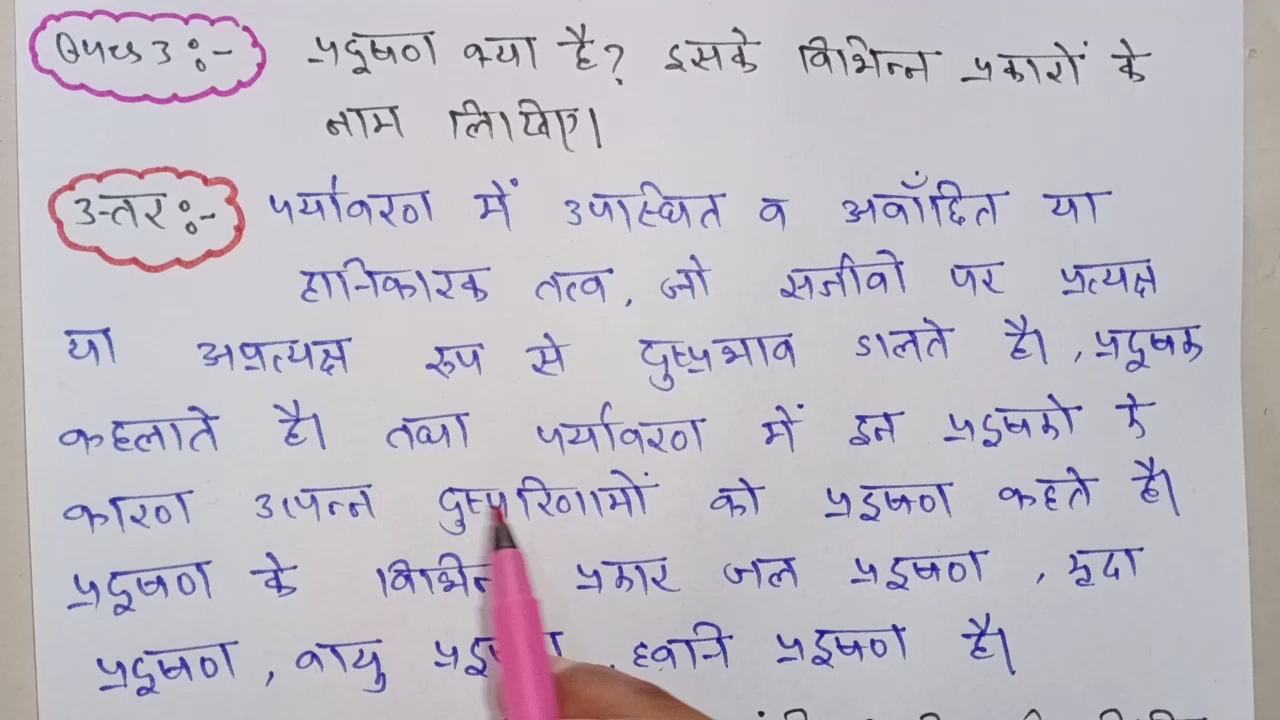 Ques 3 :- प्रदूषण क्या है? इसके विभिन्न प्रकारों के
नाम लिखिए।
उत्तर :- पर्यावरण में उपस्थित व अवाँछित या
हानिकारक तत्व, जो सजीवो पर प्रत्यक्ष
या अप्रत्यक्ष रूप से दुष्प्रभाव डालते है। , प्रदूषक
कहलाते है। तथा पर्यावरण में इन प्रदूषको के
कारण उत्पन्न दुष्परिणामों को प्रदूषण कहते है।
प्रदूषण के विभिन्न प्रकार जल प्रदूषण , मृदा
प्रदूषण , वायु प्रदूषण , ध्वनि प्रदूषण है।